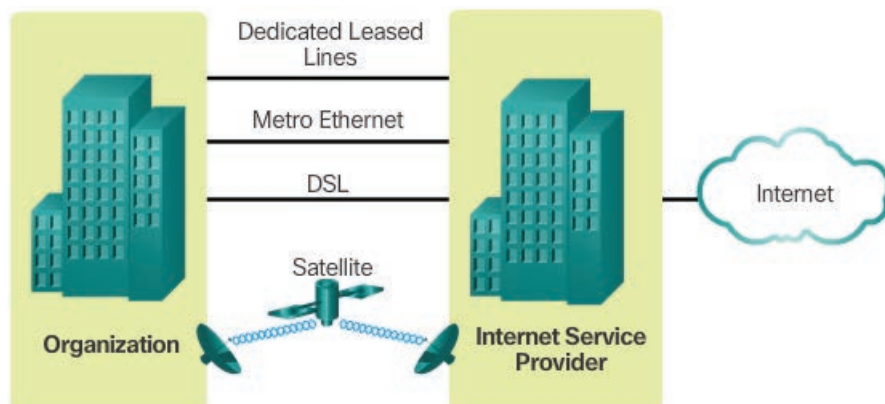 Dedicated Leased
Lines
Metro Ethernet
DSL
Satellite
Organization
Internet Service
Provider
Internet